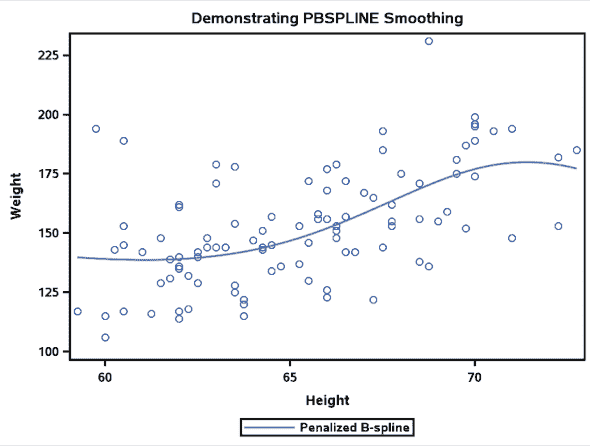 Demonstrating PBSPLINE Smoothing
225
200
175
150
125
100
Weight
60 65 70
Height
Penalized B-spline